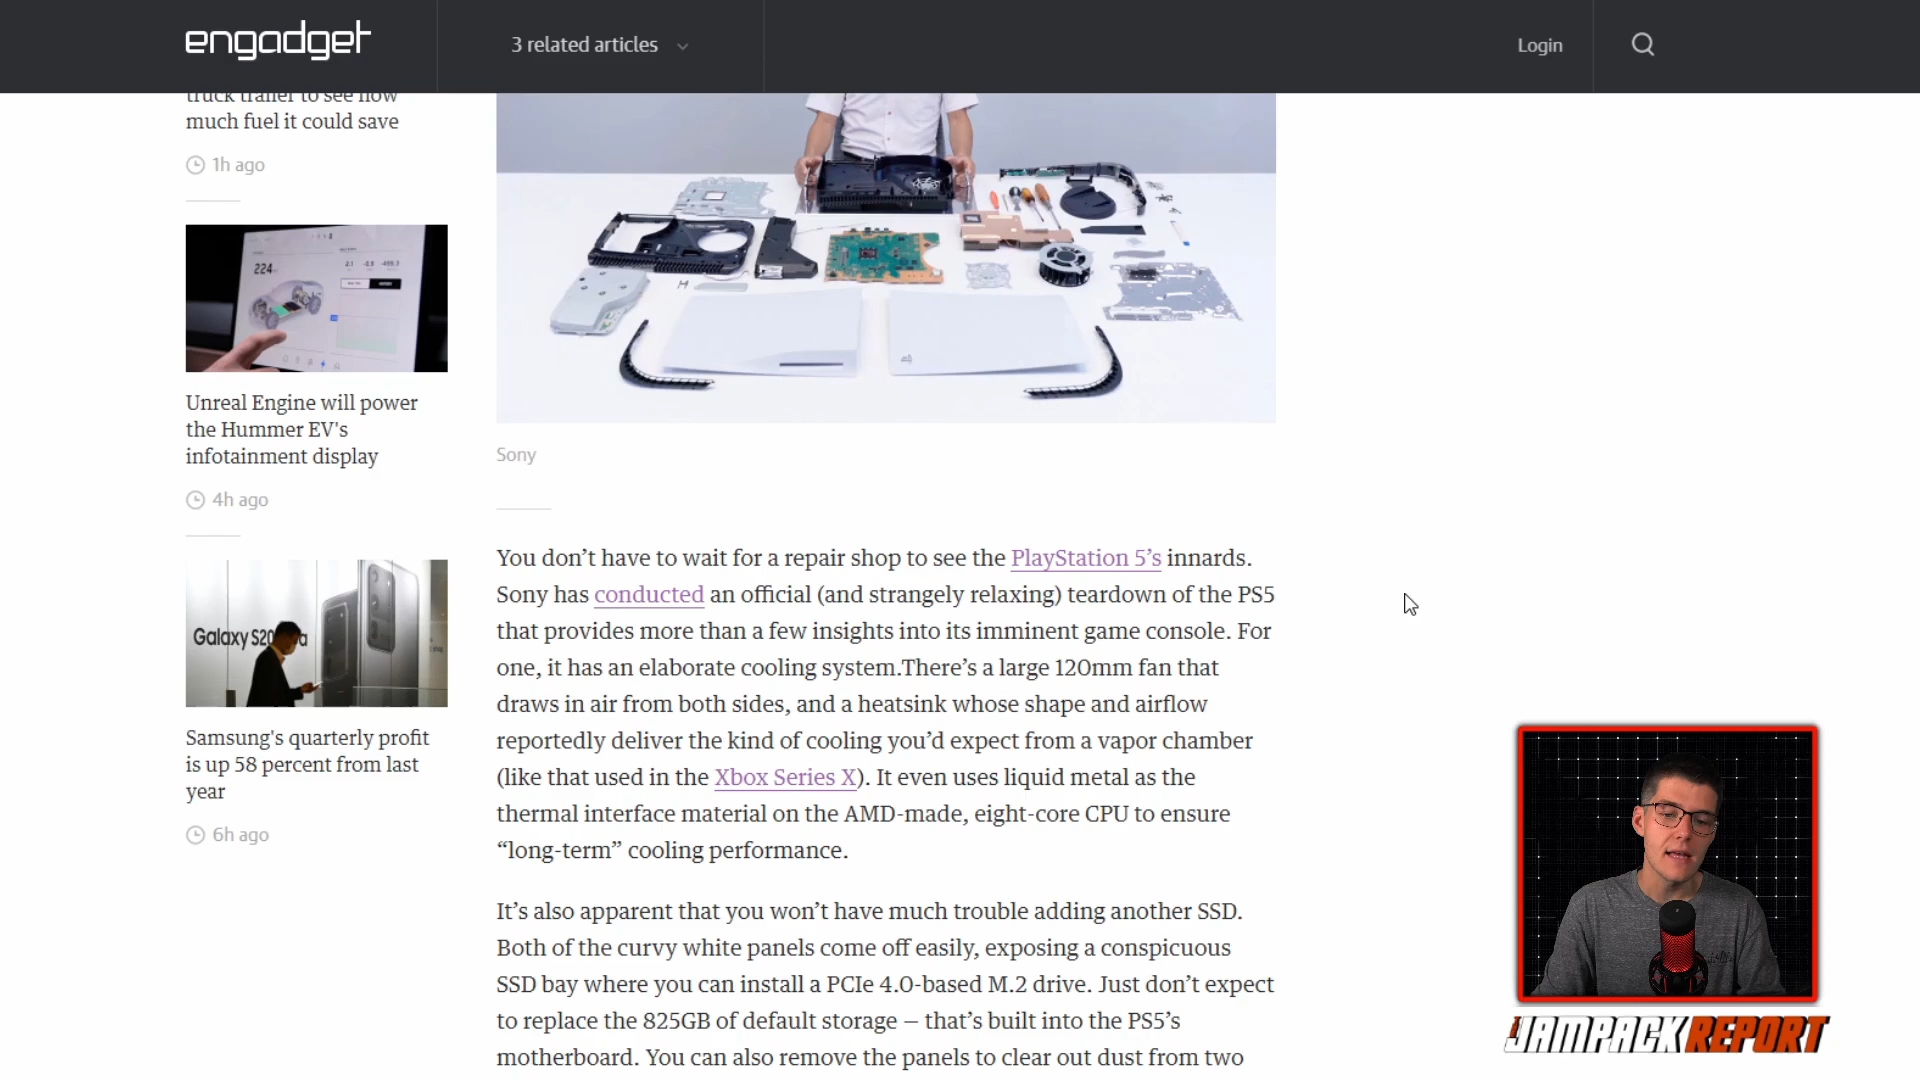 engadget
3 related articles
Login
truck trailer to see how
much fuel it could save
1h ago
224
Unreal Engine will power
the Hummer EV's
infotainment display
4h ago
Galaxy S20
Samsung's quarterly profit
is up 58 percent from last
year
6h ago
Sony
You don’t have to wait for a repair shop to see the PlayStation 5’s innards.
Sony has conducted an official (and strangely relaxing) teardown of the PS5
that provides more than a few insights into its imminent game console. For
one, it has an elaborate cooling system.There’s a large 120mm fan that
draws in air from both sides, and a heatsink whose shape and airflow
reportedly deliver the kind of cooling you’d expect from a vapor chamber
(like that used in the Xbox Series X). It even uses liquid metal as the
thermal interface material on the AMD-made, eight-core CPU to ensure
“long-term” cooling performance.
It’s also apparent that you won’t have much trouble adding another SSD.
Both of the curvy white panels come off easily, exposing a conspicuous
SSD bay where you can install a PCIe 4.0-based M.2 drive. Just don’t expect
to replace the 825GB of default storage — that’s built into the PS5’s
motherboard. You can also remove the panels to clear out dust from two
JAMPACK REPORT